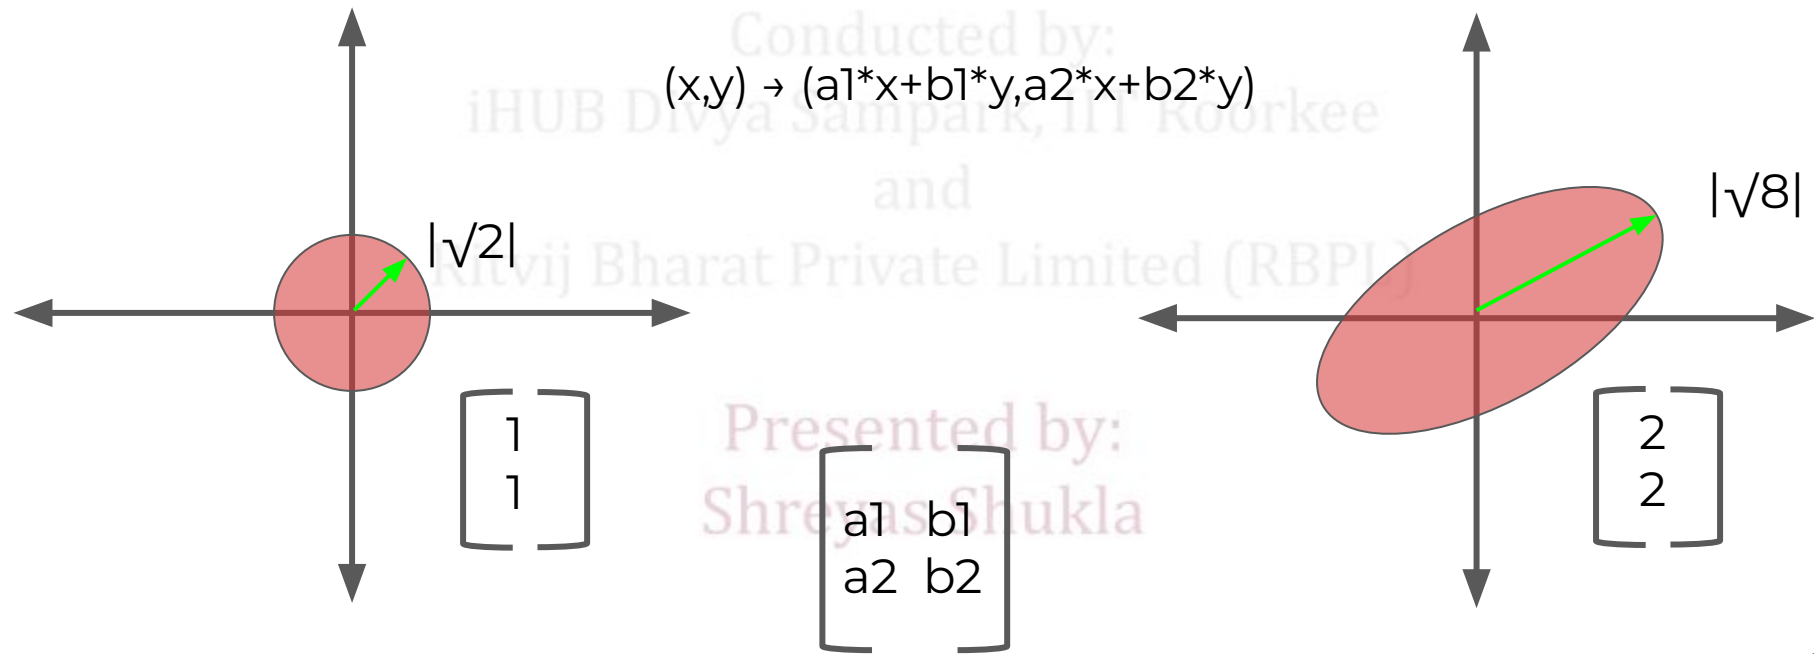 Conducted by:
(x,y) → (a1*x+b1*y,a2*x+b2*y)
iHUB Divya Sampark, IIT Roorkee
and
|√8|
|√2|
Ritvij Bharat Private Limited (RBPL)
1
1
Presented by:
Shreyas Shukla
a1 b1
a2 b2
2
2